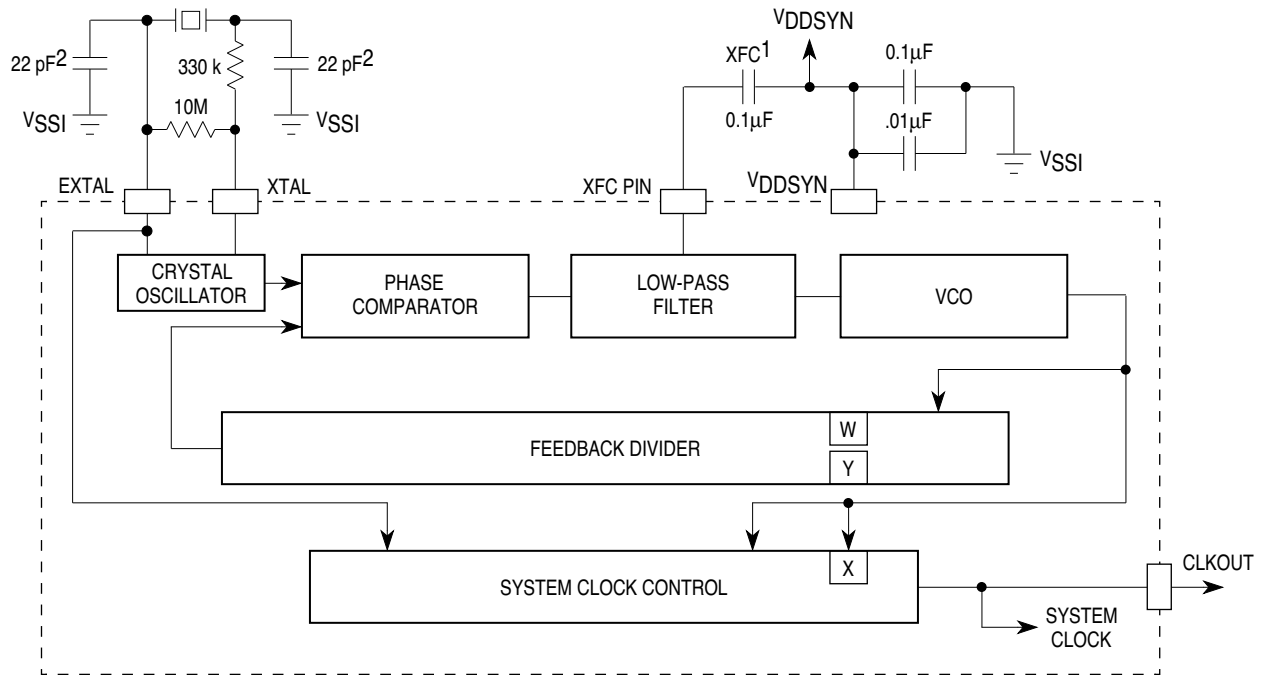 VDDSYN
22 pF2
330 k
22 pF2
XFC1
0.1µF
10M
0.1µF
.01µF
VSSI
VSSI
VSSI
EXTAL
XTAL
XFC PIN
VDDSYN
CRYSTAL
OSCILLATOR
PHASE
COMPARATOR
LOW-PASS
FILTER
VCO
W
FEEDBACK DIVIDER
Y
X
SYSTEM CLOCK CONTROL
CLKOUT
SYSTEM
CLOCK